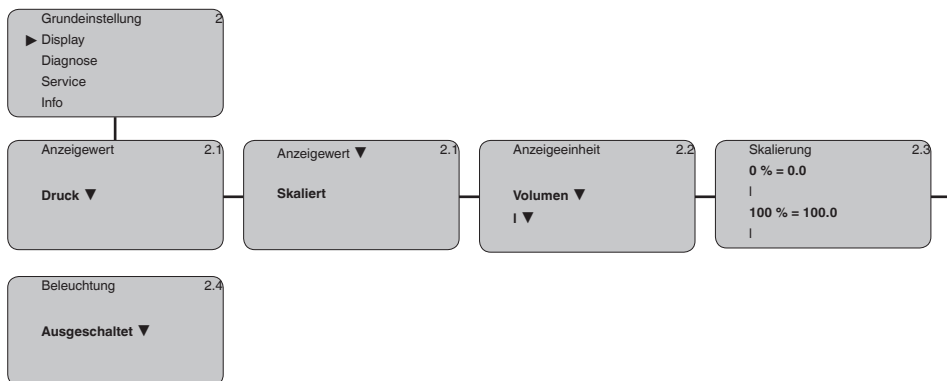 Grundeinstellung 2
▶ Display
Diagnose
Service
Info
Anzeigewert 2.1
Druck ▼
Anzeigewert ▼ 2.1
Skaliert
Anzeigeeinheit 2.2
Volumen ▼
l ▼
Skalierung 2.3
0 % = 0.0
l
100 % = 100.0
l
Beleuchtung 2.4
Ausgeschaltet ▼